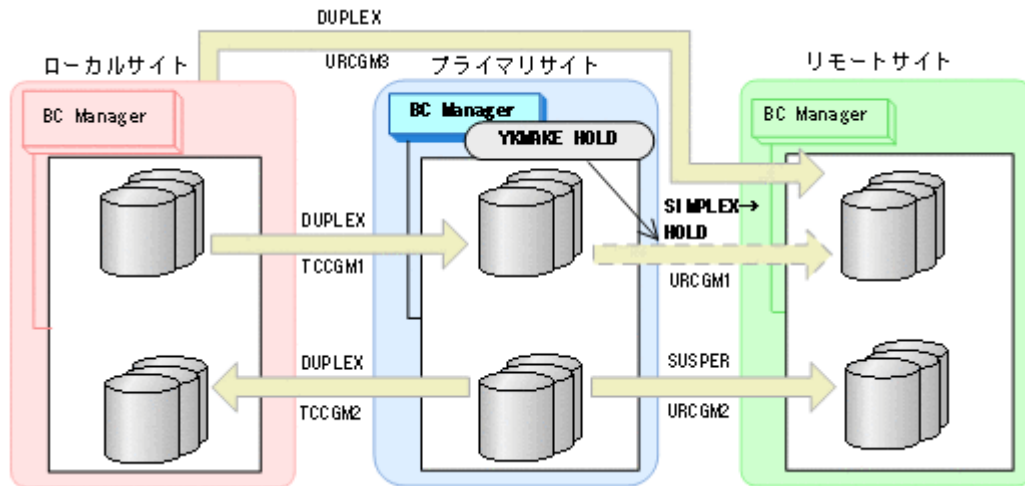 DUPLEX
URCGM3
ローカルサイト
プライマリサイト
リモートサイト
BC Manager
BC Manager
BC Manager
YKMAKE HOLD
SIMPLEX→
HOLD
DUPLEX
TCCGM1
URCGM1
DUPLEX
TCCGM2
SUSPER
URCGM2